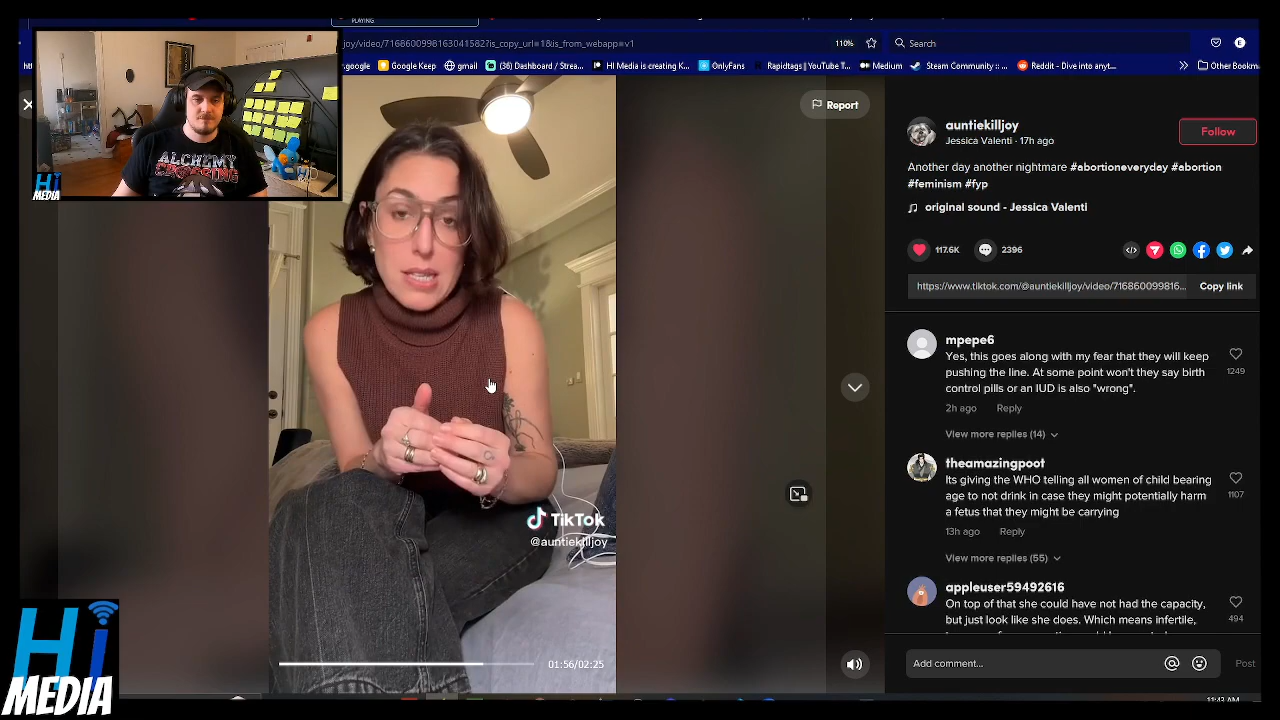 PLAYING
joy/video/7168600998163041582?is_copy_url=1&is_from_webapp=v1
110%
Search
E
.google
Google Keep
gmail
(36) Dashboard / Strea...
HI Media is creating K...
OnlyFans
Rapidtags|YouTube T...
Medium
Steam Community :: ...
Reddit - Dive into anyt...
Other Bookm
ALCHEMY
Hi
MEDIA
Report
auntiekilljoy
Jessica Valenti · 17h ago
Follow
Another day another nightmare #abortioneveryday #abortion
#feminism #fyp
original sound - Jessica Valenti
117.6K
2396
https://www.tiktok.com/@auntiekilljoy/video/716860099816...
Copy link
mpepe6
Yes, this goes along with my fear that they will keep
pushing the line. At some point won't they say birth
control pills or an IUD is also "wrong".
1249
2h ago Reply
View more replies (14)
theamazingpoot
Its giving the WHO telling all women of child bearing
age to not drink in case they might potentially harm
a fetus that they might be carrying
1107
13h ago Reply
View more replies (55)
appleuser59492616
On top of that she could have not had the capacity,
but just look like she does. Which means infertile,
494
TikTok
@auntiekilljoy
01:56/02:25
Add comment...
Post
Hi
MEDIA
11:43 AM